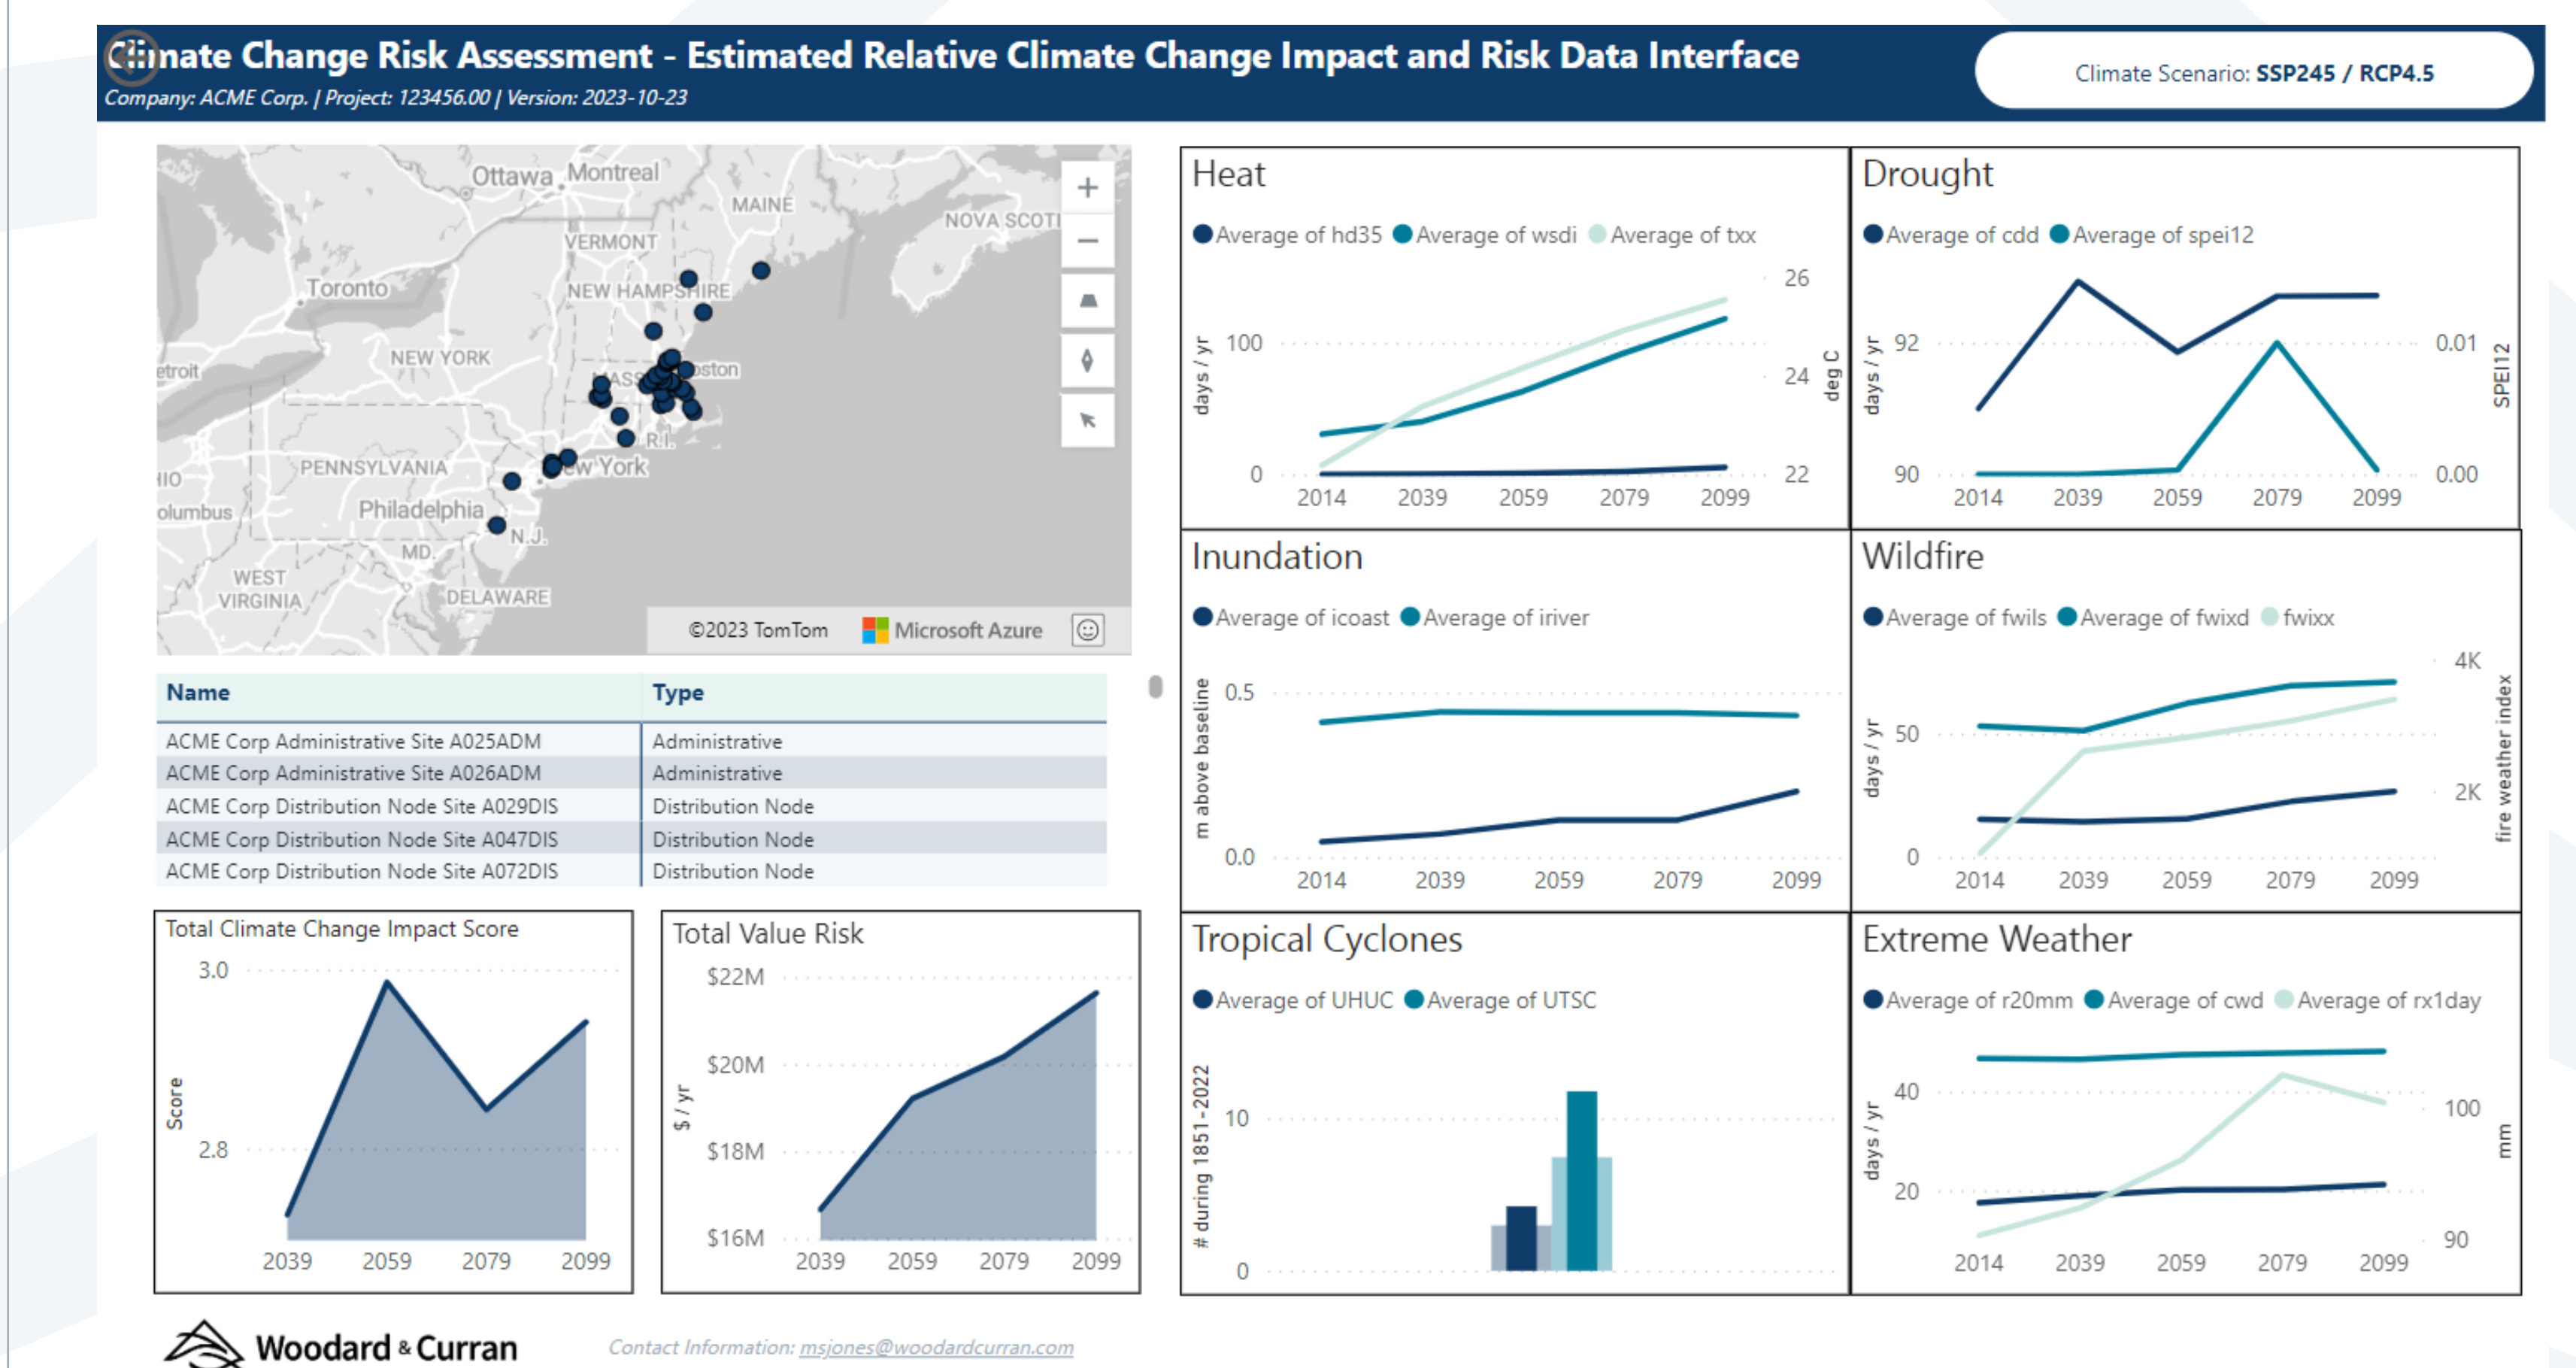 Climate Change Risk Assessment - Estimated Relative Climate Change Impact and Risk Data Interface
Company: ACME Corp. | Project: 123456.00 | Version: 2023-10-23
Climate Scenario: SSP245 / RCP4.5
Ottawa
Montreal
MAINE
NOVA SCOTI
VERMONT
Toronto
NEW HAMPSHIRE
NEW YORK
etroit
MASS
oston
R.I.
PENNSYLVANIA
ew York
HIO
olumbus
Philadelphia
N.J.
MD.
WEST
VIRGINIA
DELAWARE
©2023 TomTom
Microsoft Azure
Name Type
ACME Corp Administrative Site A025ADM Administrative
ACME Corp Administrative Site A026ADM Administrative
ACME Corp Distribution Node Site A029DIS Distribution Node
ACME Corp Distribution Node Site A047DIS Distribution Node
ACME Corp Distribution Node Site A072DIS Distribution Node
Total Climate Change Impact Score
3.0
2.8
Score
2039 2059 2079 2099
Total Value Risk
$22M
$20M
$18M
$16M
$ / yr
2039 2059 2079 2099
Heat
Average of hd35 Average of wsdi Average of txx
100
0
days / yr
26
24
22
deg C
2014 2039 2059 2079 2099
Drought
Average of cdd Average of spei12
92
90
days / yr
0.01
0.00
SPEI12
2014 2039 2059 2079 2099
Inundation
Average of icoast Average of iriver
0.5
0.0
m above baseline
2014 2039 2059 2079 2099
Wildfire
Average of fwils Average of fwixd fwixx
50
0
days / yr
4K
2K
fire weather index
2014 2039 2059 2079 2099
Tropical Cyclones
Average of UHUC Average of UTSC
10
0
# during 1851-2022
Extreme Weather
Average of r20mm Average of cwd Average of rx1day
40
20
days / yr
100
90
mm
2014 2039 2059 2079 2099
Woodard & Curran
Contact Information: msjones@woodardcurran.com